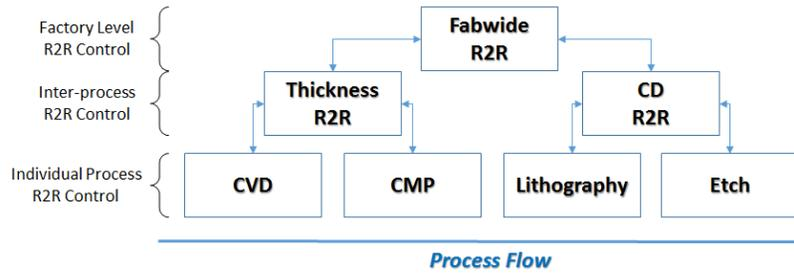 Factory Level
R2R Control
Fabwide
R2R
Inter-process
R2R Control
Thickness
R2R
CD
R2R
Individual Process
R2R Control
CVD
CMP
Lithography
Etch
Process Flow